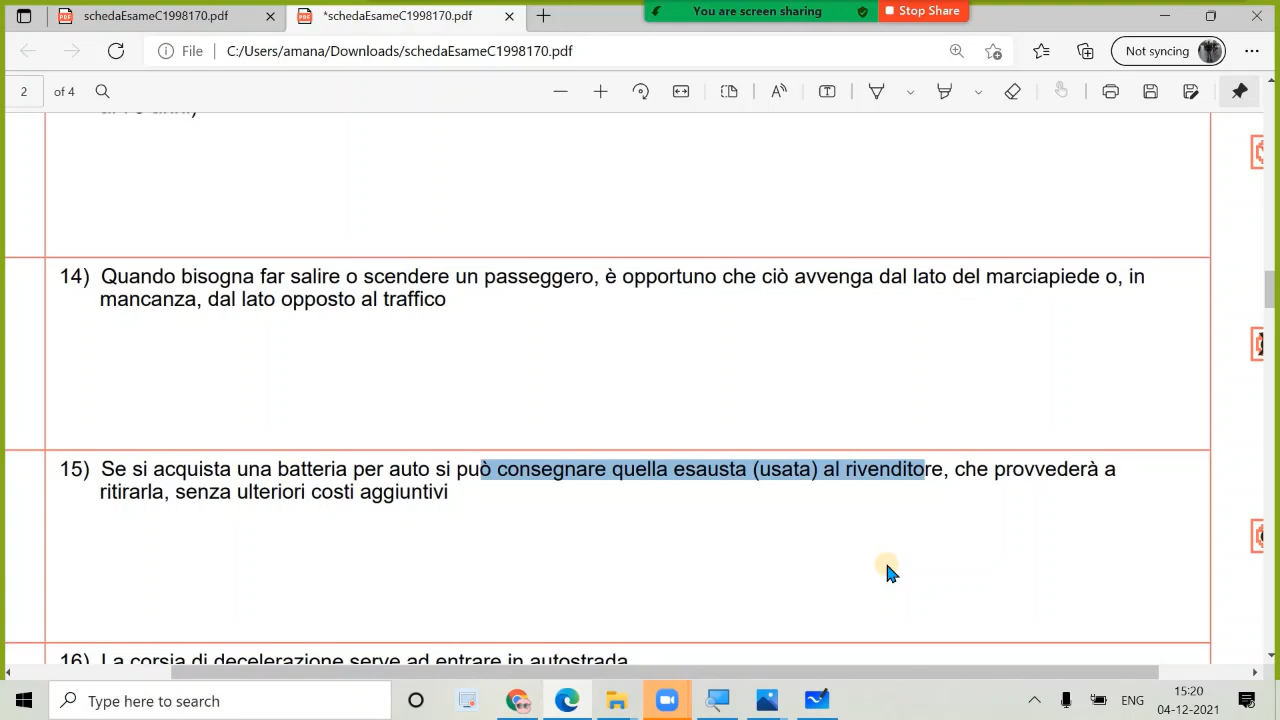 schedaEsameC1998170.pdf
*schedaEsameC1998170.pdf
You are screen sharing
Stop Share
File
C:/Users/amana/Downloads/schedaEsameC1998170.pdf
Not syncing
2 of 4
14) Quando bisogna far salire o scendere un passeggero, è opportuno che ciò avvenga dal lato del marciapiede o, in
mancanza, dal lato opposto al traffico
15) Se si acquista una batteria per auto si può consegnare quella esausta (usata) al rivenditore, che provvederà a
ritirarla, senza ulteriori costi aggiuntivi
16) La corsia di decelerazione serve ad entrare in autostrada
Type here to search
ENG
15:20
04-12-2021